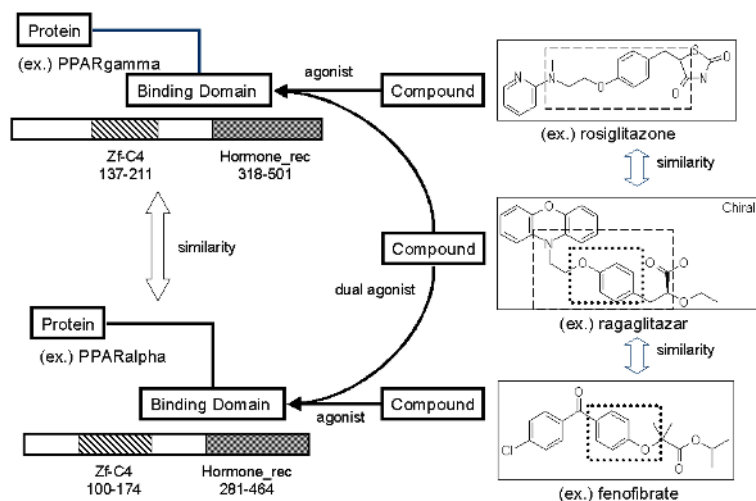 Protein
(ex.) PPARgamma
Binding Domain
agonist
Compound
Zf-C4
137-211
Hormone_rec
318-501
similarity
Compound
dual agonist
Protein
(ex.) PPARalpha
Binding Domain
agonist
Compound
Zf-C4
100-174
Hormone_rec
281-464
N
N
O
S
O
O
N
(ex.) rosiglitazone
similarity
Chiral
O
N
O
O
O
O
(ex.) ragaglitazar
similarity
O
Cl
O
O
O
(ex.) fenofibrate